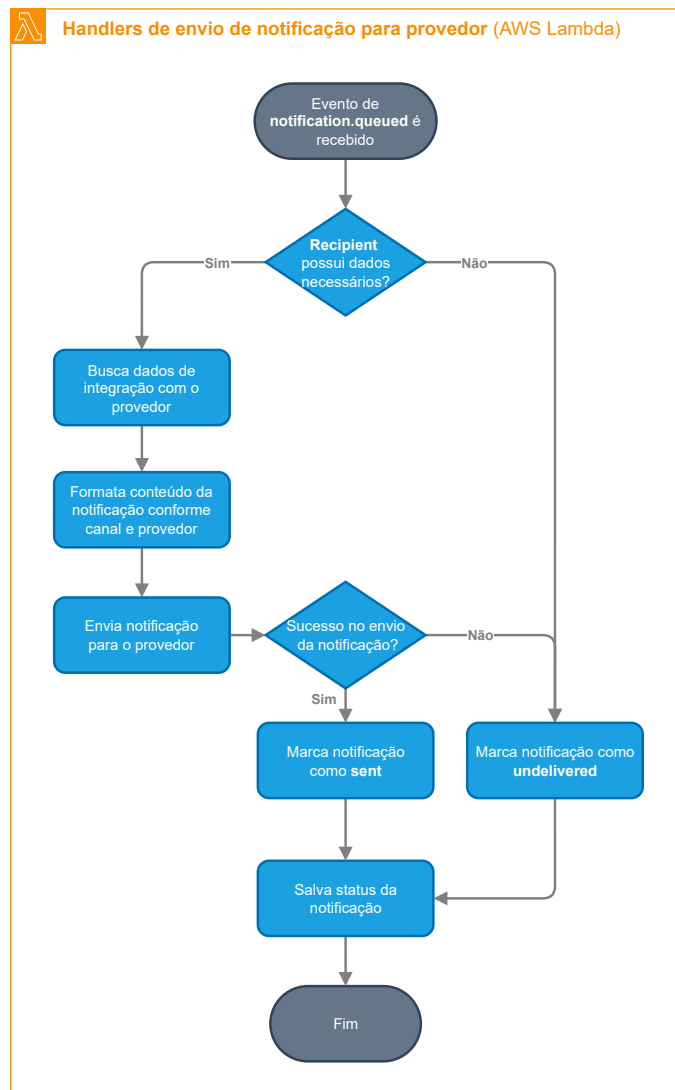 Handlers de envio de notificação para provedor (AWS Lambda)
Evento de
notification.queued é
recebido
Recipient
possui dados
necessários?
Sim
Não
Busca dados de
integração com o
provedor
Formata conteúdo da
notificação conforme
canal e provedor
Envia notificação
para o provedor
Sucesso no envio
da notificação?
Não
Sim
Marca notificação
como sent
Marca notificação como
undelivered
Salva status da
notificação
Fim